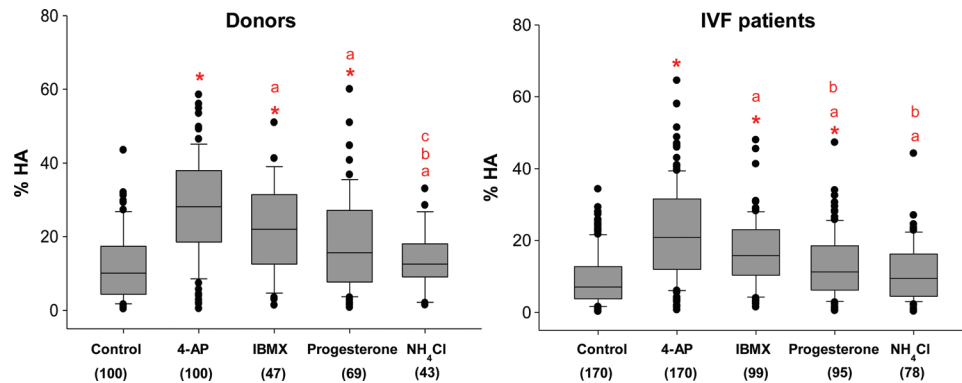 Donors
% HA
80
60
40
20
0
*
a
*
a
*
c
b
a
Control
(100)
4-AP
(100)
IBMX
(47)
Progesterone
(69)
NH4Cl
(43)
IVF patients
% HA
80
60
40
20
0
*
a
*
b
a
*
b
a
Control
(170)
4-AP
(170)
IBMX
(99)
Progesterone
(95)
NH4Cl
(78)